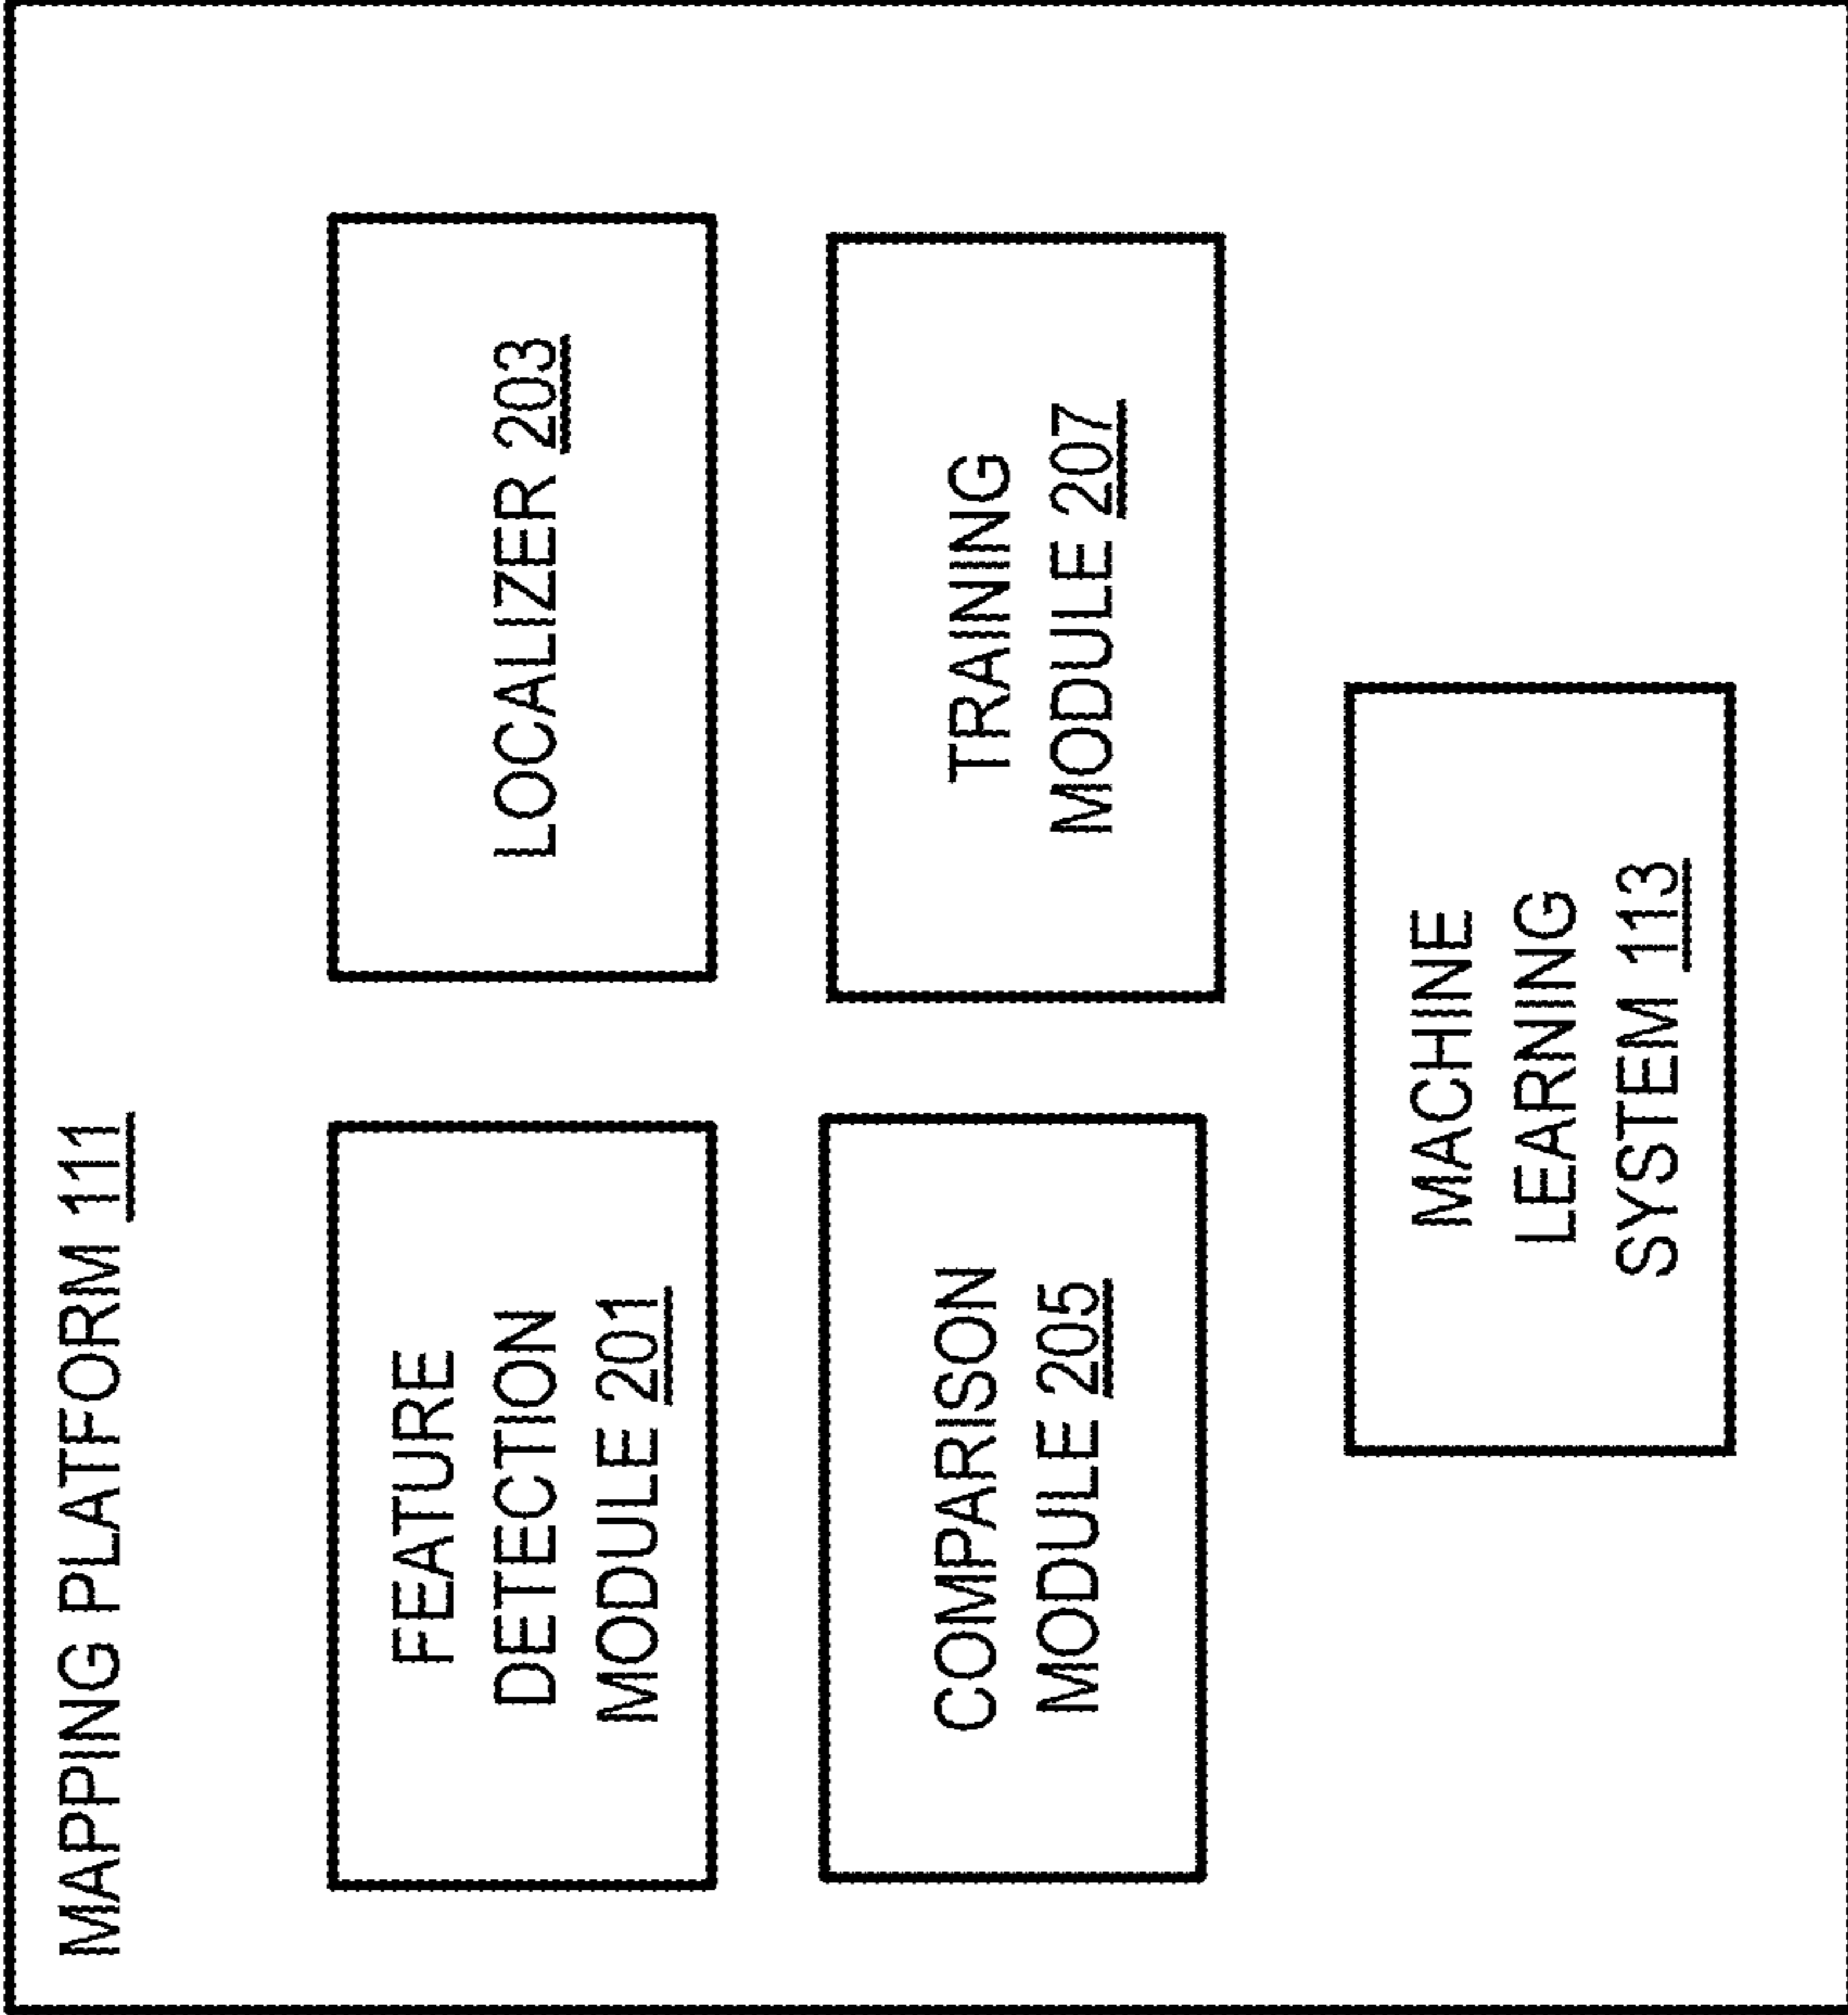 MAPPING PLATFORM 111
FEATURE
DETECTION
MODULE 201
LOCALIZER 203
COMPARISON
MODULE 205
TRAINING
MODULE 207
MACHINE
LEARNING
SYSTEM 113